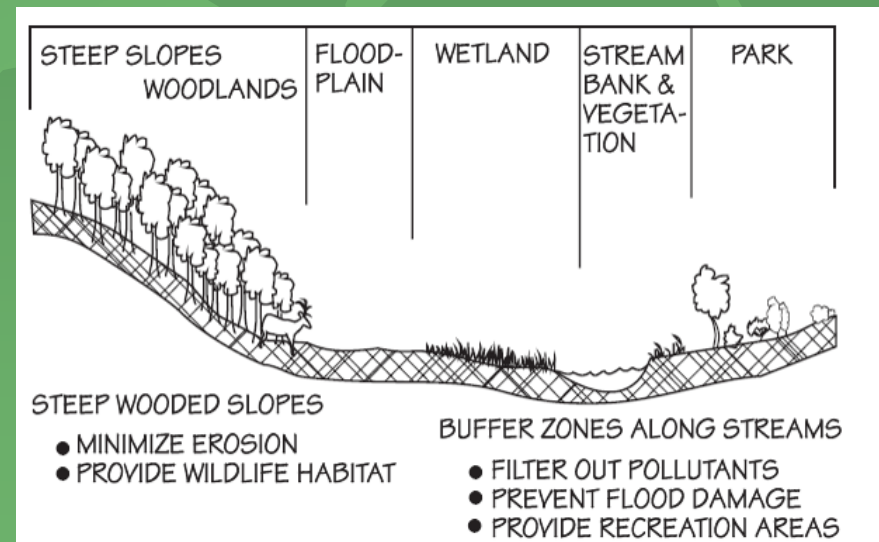 STEEP SLOPES
WOODLANDS
FLOOD-
PLAIN
WETLAND
STREAM
BANK &
VEGETA-
TION
PARK
STEEP WOODED SLOPES
● MINIMIZE EROSION
● PROVIDE WILDLIFE HABITAT
BUFFER ZONES ALONG STREAMS
● FILTER OUT POLLUTANTS
● PREVENT FLOOD DAMAGE
● PROVIDE RECREATION AREAS